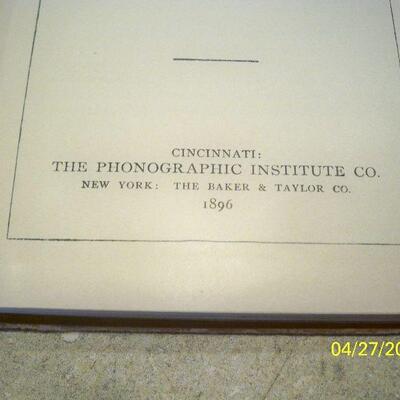 CINCINNATI:
THE PHONOGRAPHIC INSTITUTE CO.
NEW YORK: THE BAKER & TAYLOR CO.
1896
04/27/20